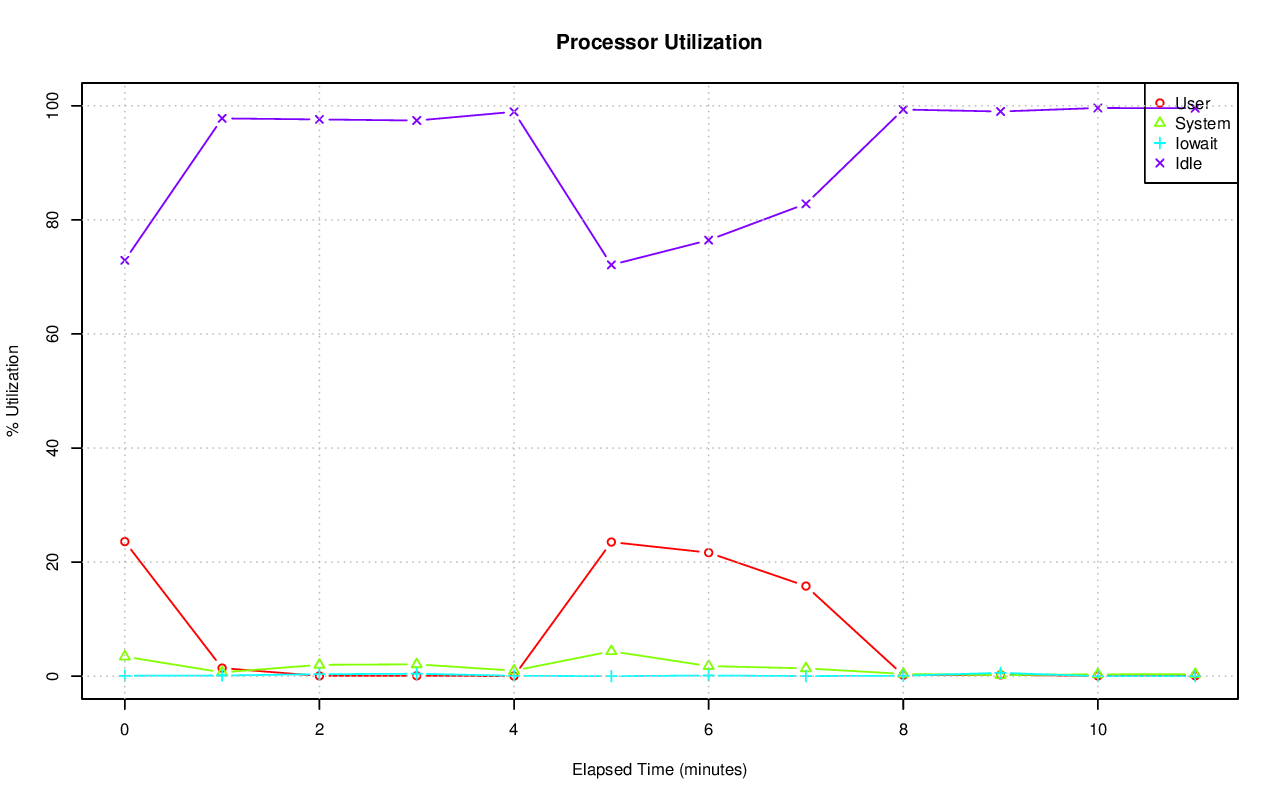 Processor Utilization
100
80
60
40
20
0
% Utilization
User
System
Iowait
Idle
0 2 4 6 8 10
Elapsed Time (minutes)